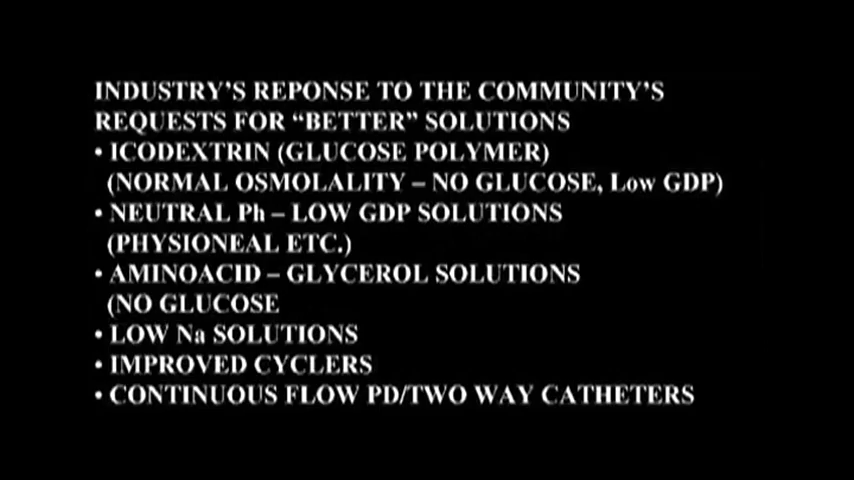 INDUSTRY'S REPONSE TO THE COMMUNITY'S
REQUESTS FOR “BETTER” SOLUTIONS
• ICODEXTRIN (GLUCOSE POLYMER)
(NORMAL OSMOLALITY – NO GLUCOSE, Low GDP)
• NEUTRAL Ph – LOW GDP SOLUTIONS
(PHYSIONEAL ETC.)
• AMINOACID – GLYCEROL SOLUTIONS
(NO GLUCOSE
• LOW Na SOLUTIONS
• IMPROVED CYCLERS
• CONTINUOUS FLOW PD/TWO WAY CATHETERS